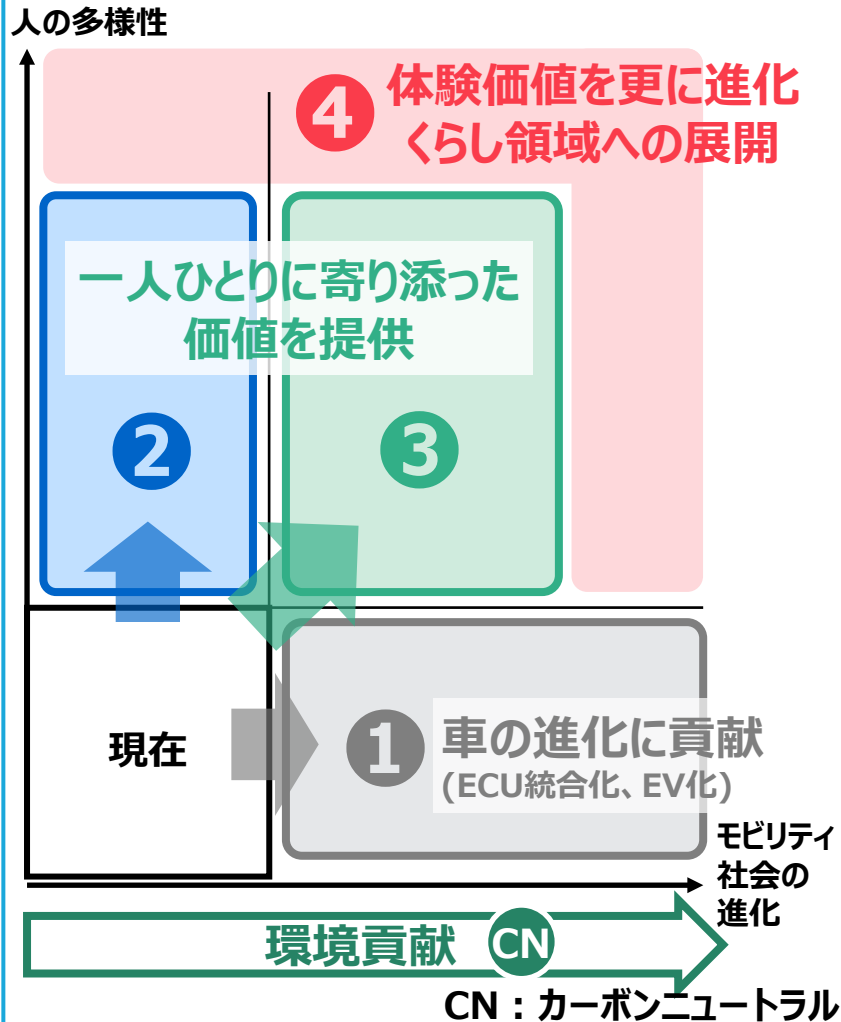 人の多様性
❹ 体験価値を更に進化
くらし領域への展開
一人ひとりに寄り添った
価値を提供
❷
❸
現在
❶ 車の進化に貢献
(ECU統合化、EV化)
モビリティ
社会の
進化
環境貢献 CN
CN：カーボンニュートラル